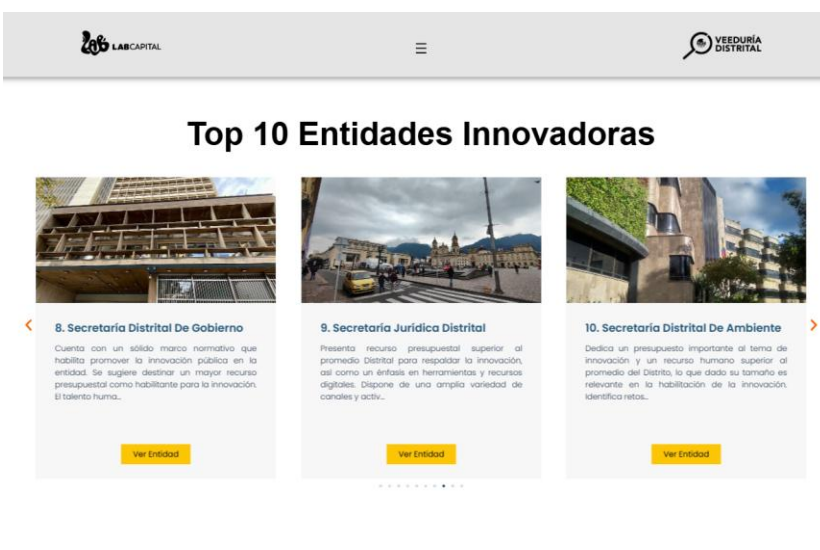 LABCAPITAL
VEEDURÍA
DISTRITAL
Top 10 Entidades Innovadoras
8. Secretaría Distrital De Gobierno
Cuenta con un sólido marco normativo que
habilita promover la innovación pública en la
entidad. Se sugiere destinar un mayor recurso
presupuestal como habilitante para la innovación.
El talento huma...
Ver Entidad
9. Secretaría Jurídica Distrital
Presenta recurso presupuestal superior al
promedio Distrital para respaldar la innovación,
así como un énfasis en herramientas y recursos
digitales. Dispone de una amplia variedad de
canales y activ...
Ver Entidad
10. Secretaría Distrital De Ambiente
Dedica un presupuesto importante al tema de
innovación y un recurso humano superior al
promedio del Distrito, lo que dado su tamaño es
relevante en la habilitación de la innovación.
Identifica retos...
Ver Entidad